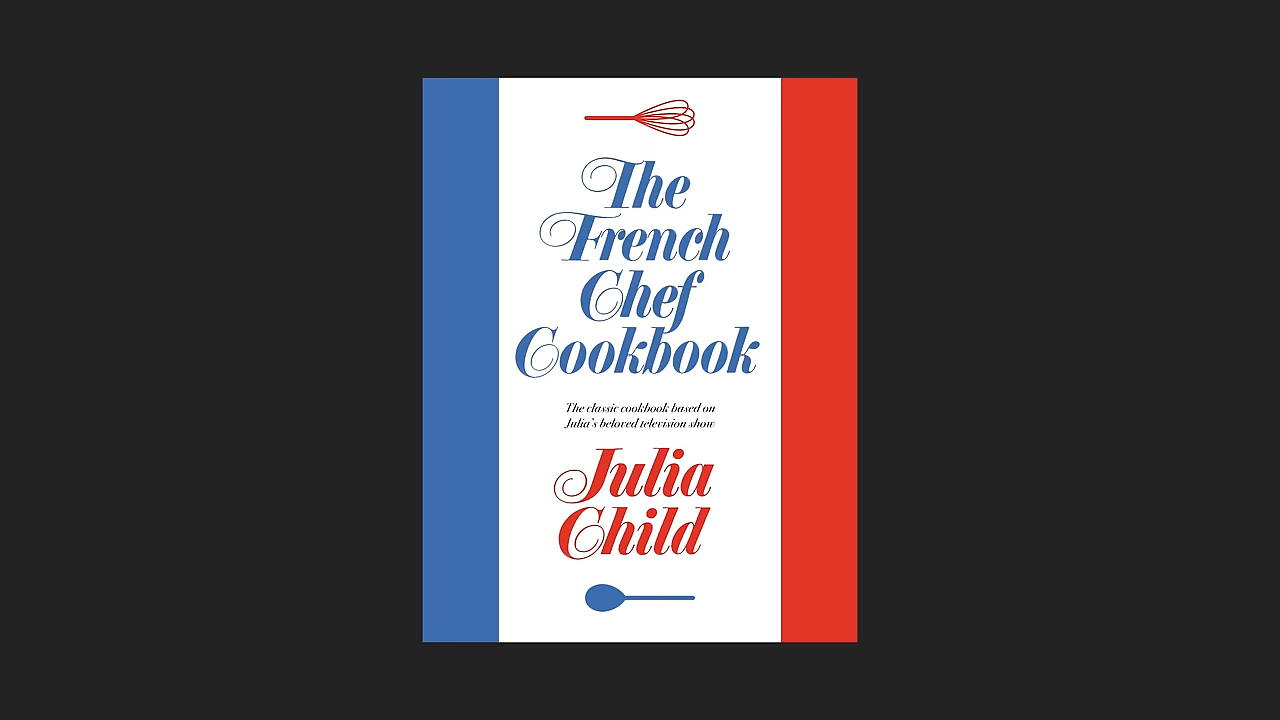 The
French
Chef
Cookbook
The classic cookbook based on
Julia's beloved television show
Julia
Child